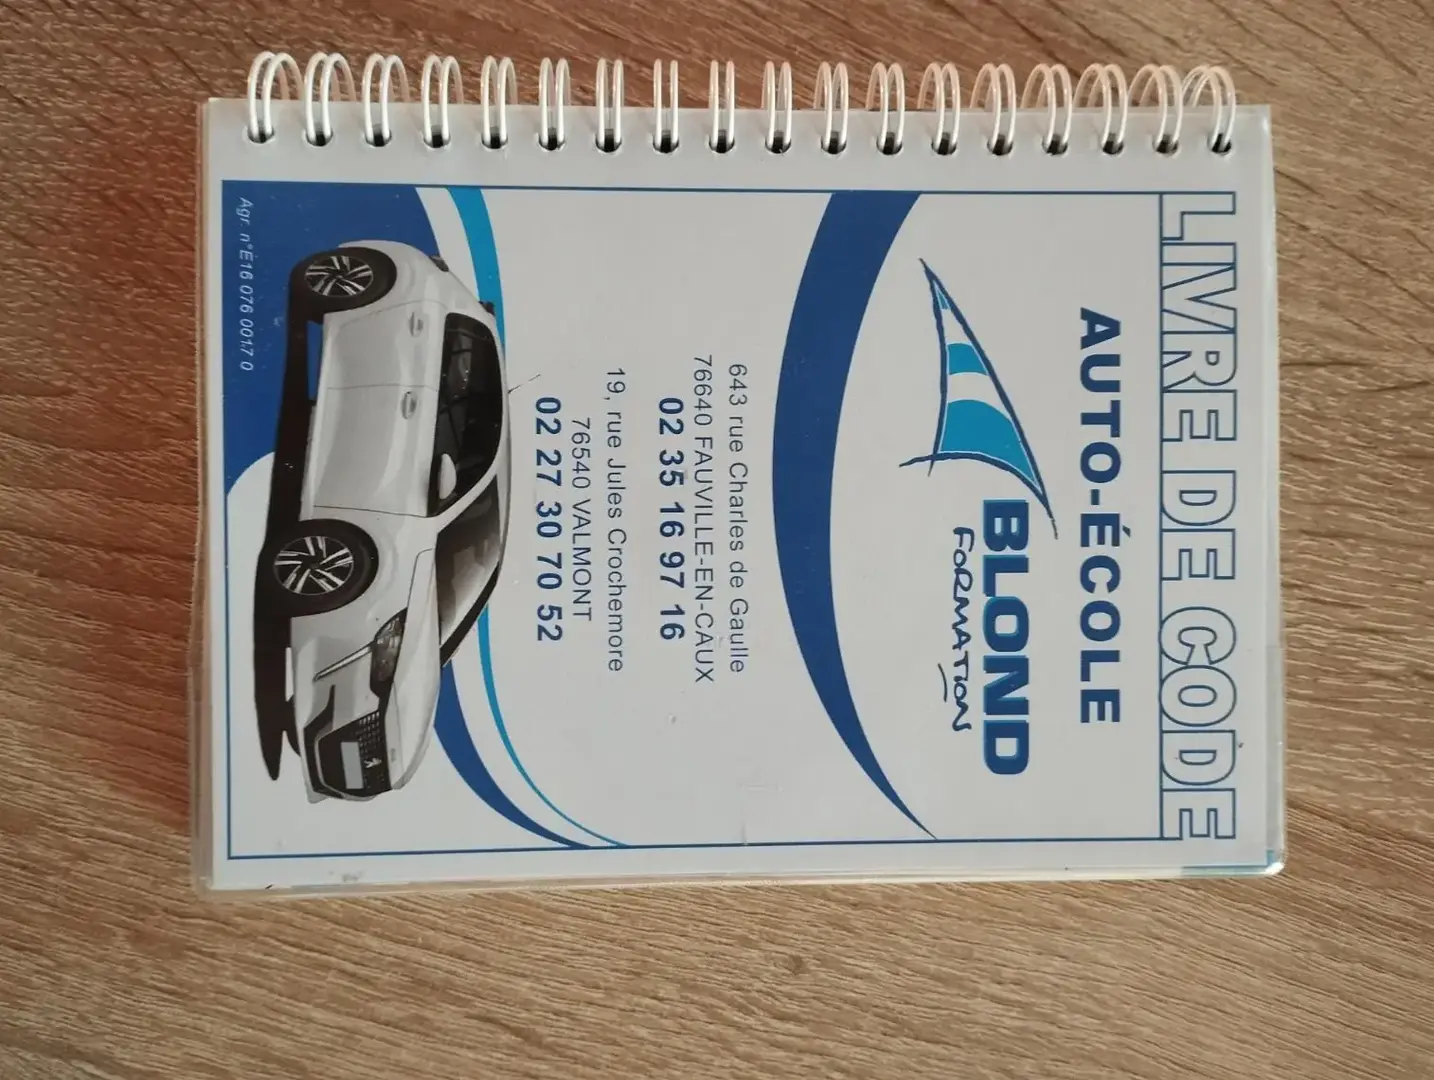 LIVRE DE CODE
AUTO-ÉCOLE
BLOND
FORMATION
643 rue Charles de Gaulle
76640 FAUVILLE-EN-CAUX
02 35 16 97 16
19, rue Jules Crochemore
76540 VALMONT
02 27 30 70 52
Agr. n°E16 076 0017 0